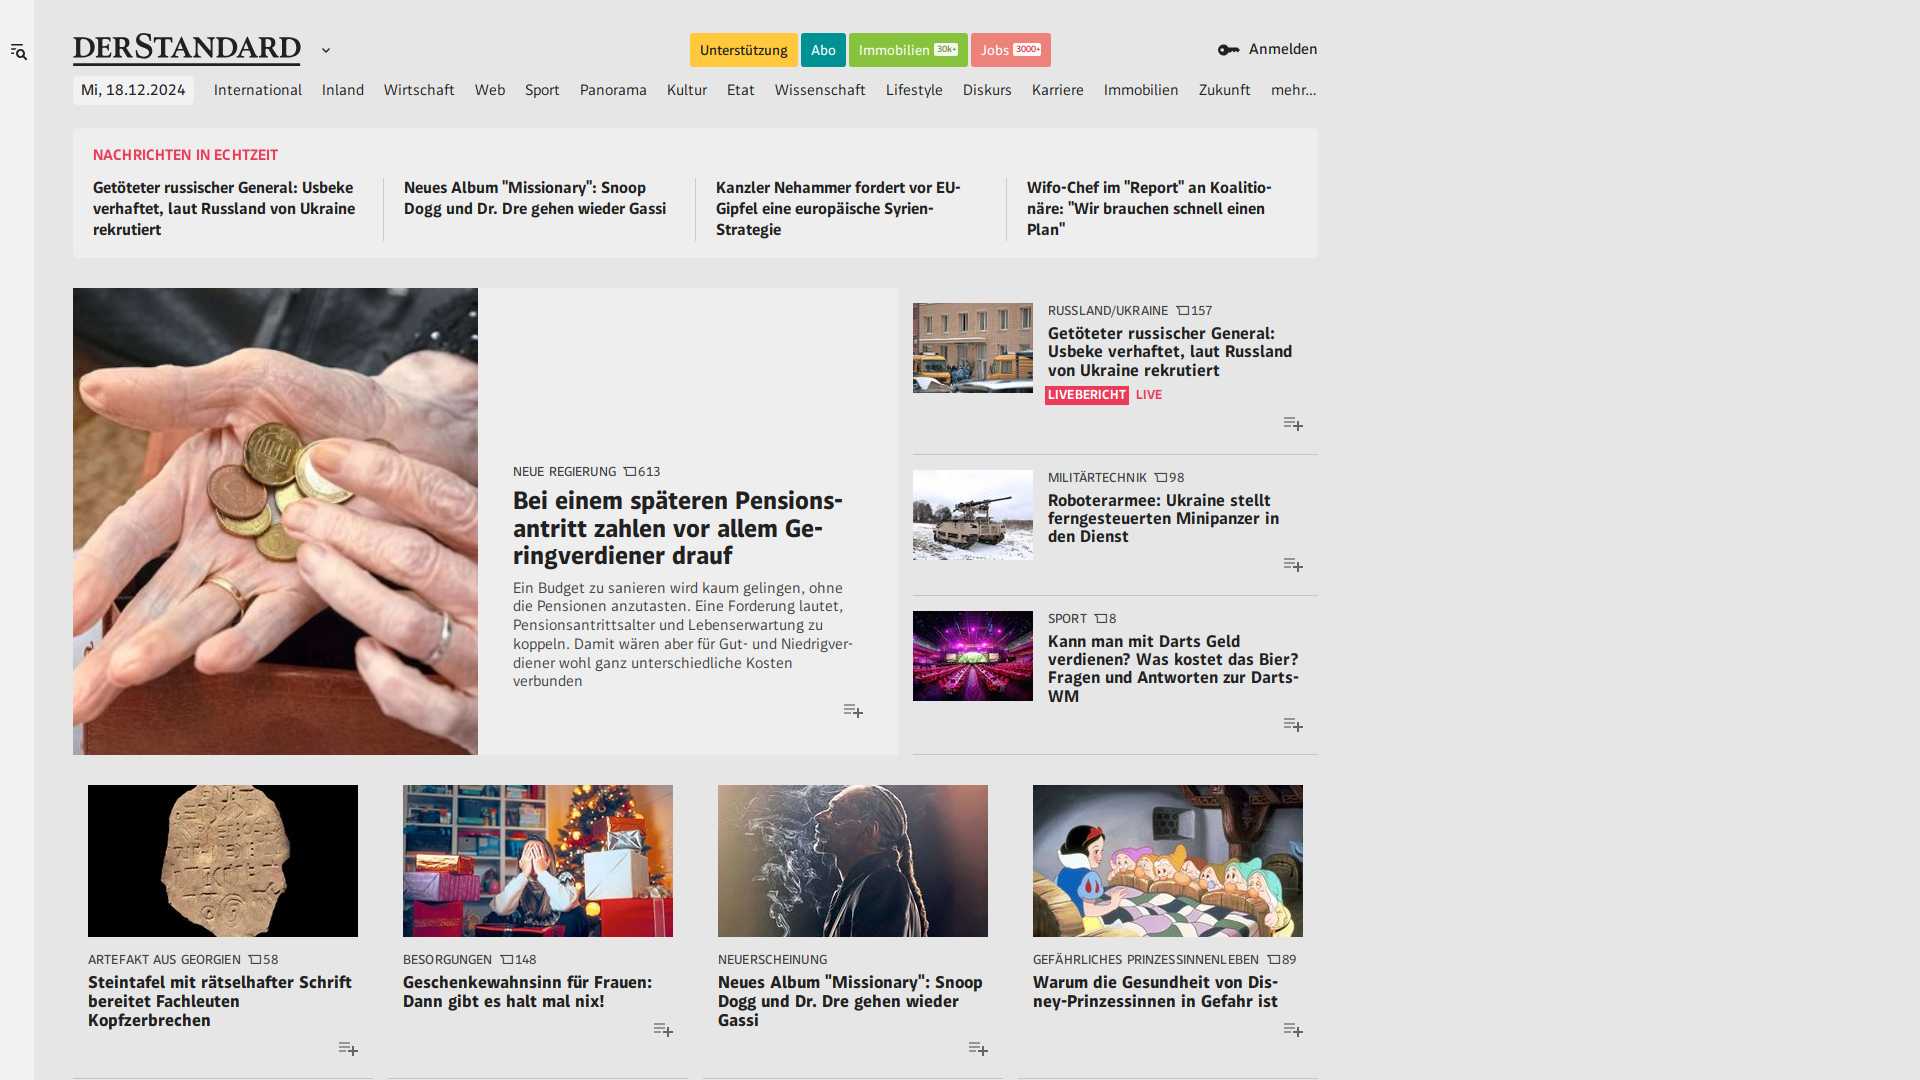 DERSTANDARD
Unterstützung Abo Immobilien 30k+ Jobs 3000+
Anmelden
Mi, 18.12.2024 International Inland Wirtschaft Web Sport Panorama Kultur Etat Wissenschaft Lifestyle Diskurs Karriere Immobilien Zukunft mehr...
NACHRICHTEN IN ECHTZEIT
Getöteter russischer General: Usbeke
verhaftet, laut Russland von Ukraine
rekrutiert
Neues Album "Missionary": Snoop
Dogg und Dr. Dre gehen wieder Gassi
Kanzler Nehammer fordert vor EU-
Gipfel eine europäische Syrien-
Strategie
Wifo-Chef im "Report" an Koalitio-
näre: "Wir brauchen schnell einen
Plan"
NEUE REGIERUNG 613
Bei einem späteren Pensions-
antritt zahlen vor allem Ge-
ringverdiener drauf
Ein Budget zu sanieren wird kaum gelingen, ohne
die Pensionen anzutasten. Eine Forderung lautet,
Pensionsantrittsalter und Lebenserwartung zu
koppeln. Damit wären aber für Gut- und Niedrigver-
diener wohl ganz unterschiedliche Kosten
verbunden
RUSSLAND/UKRAINE 157
Getöteter russischer General:
Usbeke verhaftet, laut Russland
von Ukraine rekrutiert
LIVEBERICHT LIVE
MILITÄRTECHNIK 98
Roboterarmee: Ukraine stellt
ferngesteuerten Minipanzer in
den Dienst
SPORT 8
Kann man mit Darts Geld
verdienen? Was kostet das Bier?
Fragen und Antworten zur Darts-
WM
ARTEFAKT AUS GEORGIEN 58
Steintafel mit rätselhafter Schrift
bereitet Fachleuten
Kopfzerbrechen
BESORGUNGEN 148
Geschenkewahnsinn für Frauen:
Dann gibt es halt mal nix!
NEUERSCHEINUNG
Neues Album "Missionary": Snoop
Dogg und Dr. Dre gehen wieder
Gassi
GEFÄHRLICHES PRINZESSINNENLEBEN 89
Warum die Gesundheit von Dis-
ney-Prinzessinnen in Gefahr ist